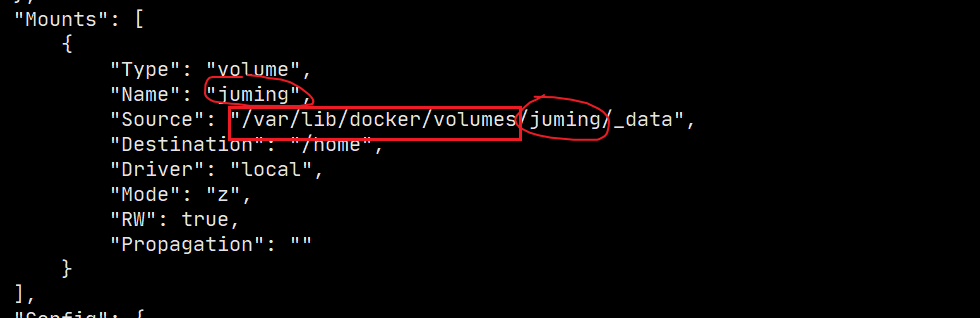 },
"Mounts": [
{
"Type": "volume",
"Name": "juming",
"Source": "/var/lib/docker/volumes/juming/_data",
"Destination": "/home",
"Driver": "local",
"Mode": "z",
"RW": true,
"Propagation": ""
}
],
"Config": {